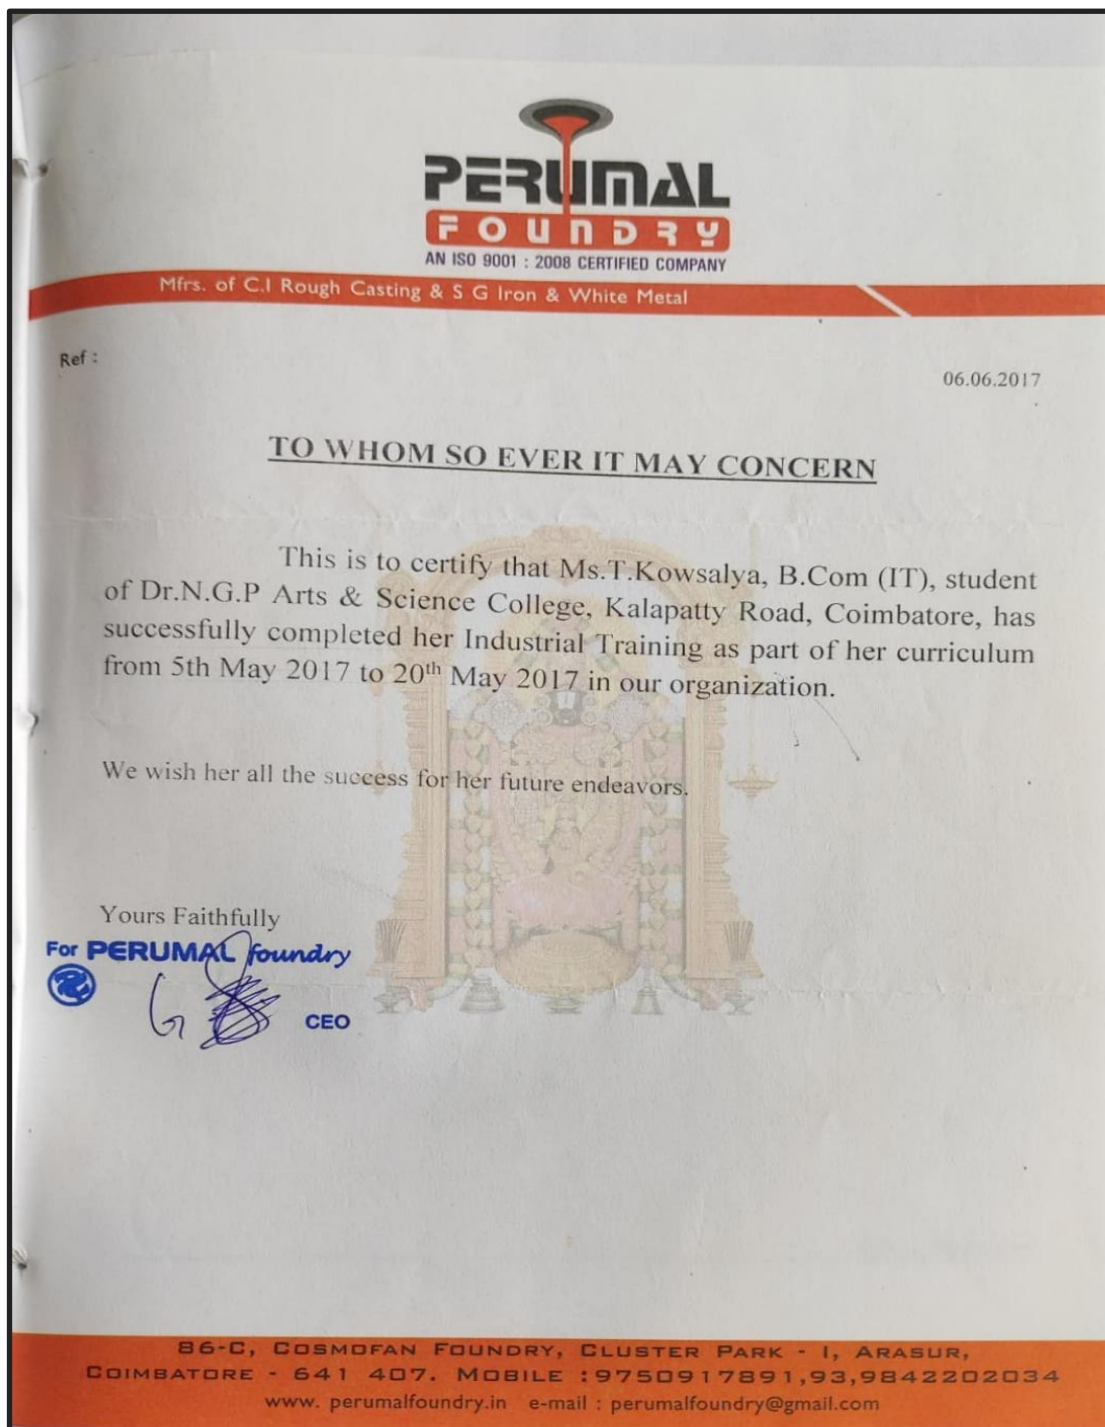 PERUMAL
FOUNDRY
AN ISO 9001 : 2008 CERTIFIED COMPANY
Mfrs. of C.I Rough Casting & S G Iron & White Metal
Ref :
06.06.2017
TO WHOM SO EVER IT MAY CONCERN
This is to certify that Ms.T.Kowsalya, B.Com (IT), student
of Dr.N.G.P Arts & Science College, Kalapatty Road, Coimbatore, has
successfully completed her Industrial Training as part of her curriculum
from 5th May 2017 to 20th May 2017 in our organization.
We wish her all the success for her future endeavors.
Yours Faithfully
For PERUMAL foundry
CEO
86-C, COSMOFAN FOUNDRY, CLUSTER PARK - I, ARASUR,
COIMBATORE - 641 407. MOBILE :9750917891,93,9842202034
www. perumalfoundry.in e-mail : perumalfoundry@gmail.com